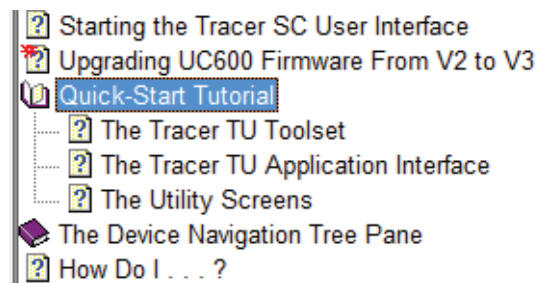 Starting the Tracer SC User Interface
Upgrading UC600 Firmware From V2 to V3
Quick-Start Tutorial
The Tracer TU Toolset
The Tracer TU Application Interface
The Utility Screens
The Device Navigation Tree Pane
How Do I . . . ?